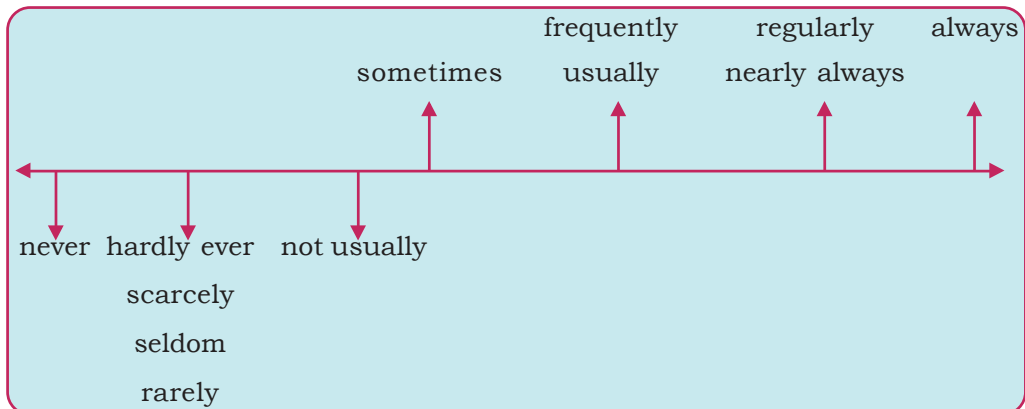 frequently regularly always
sometimes usually nearly always
never hardly ever not usually
scarcely
seldom
rarely